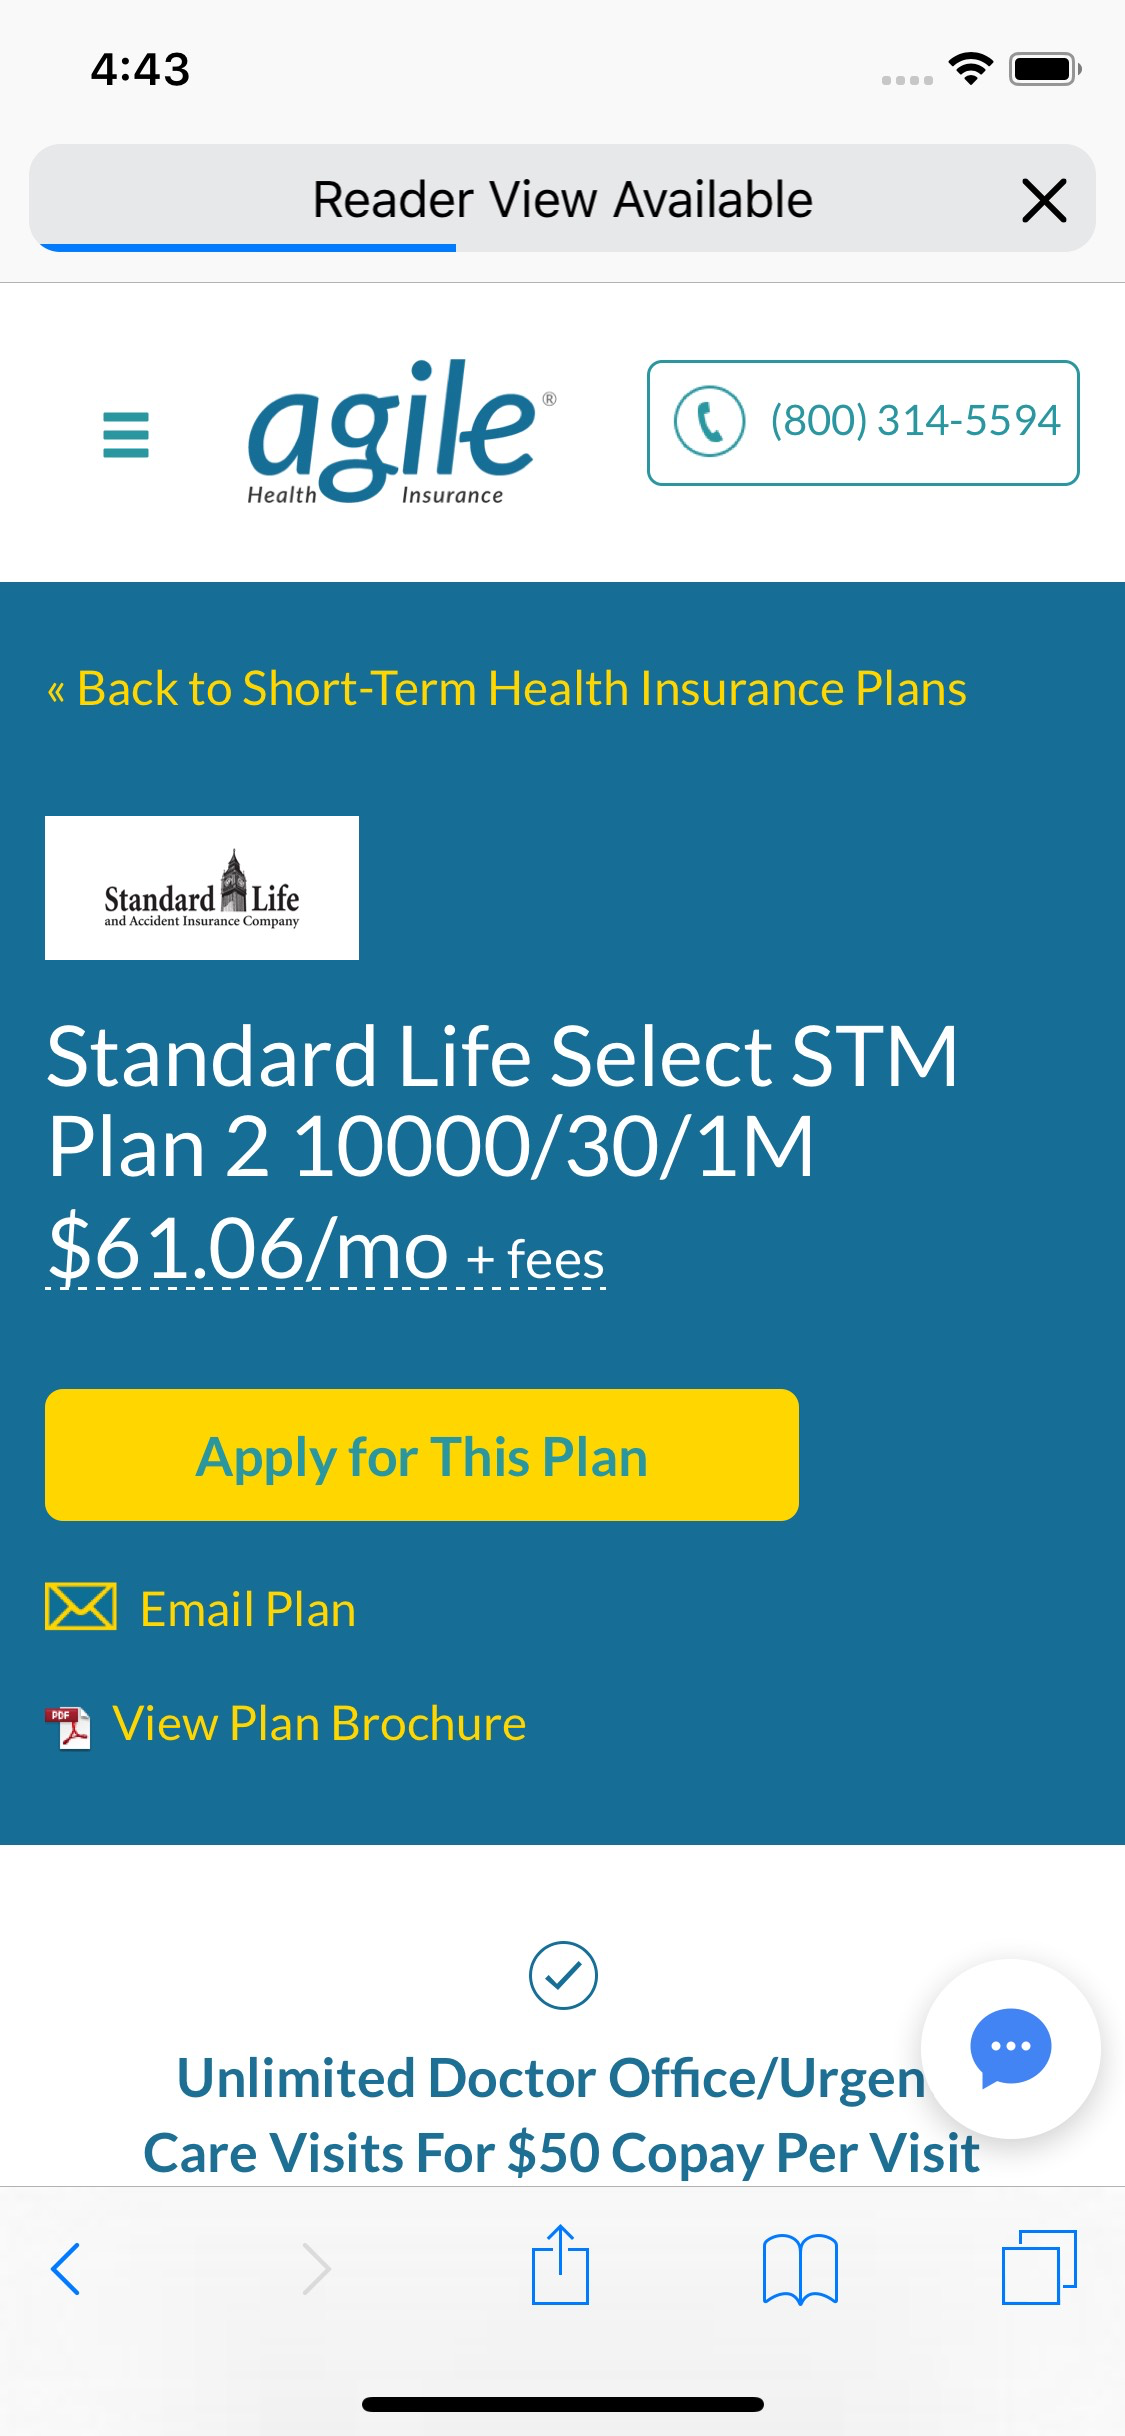 4:43
Reader View Available
agile®
Health Insurance
(800) 314-5594
« Back to Short-Term Health Insurance Plans
Standard Life
and Accident Insurance Company
Standard Life Select STM
Plan 2 10000/30/1M
$61.06/mo + fees
Apply for This Plan
Email Plan
PDF
View Plan Brochure
Unlimited Doctor Office/Urgen
Care Visits For $50 Copay Per Visit